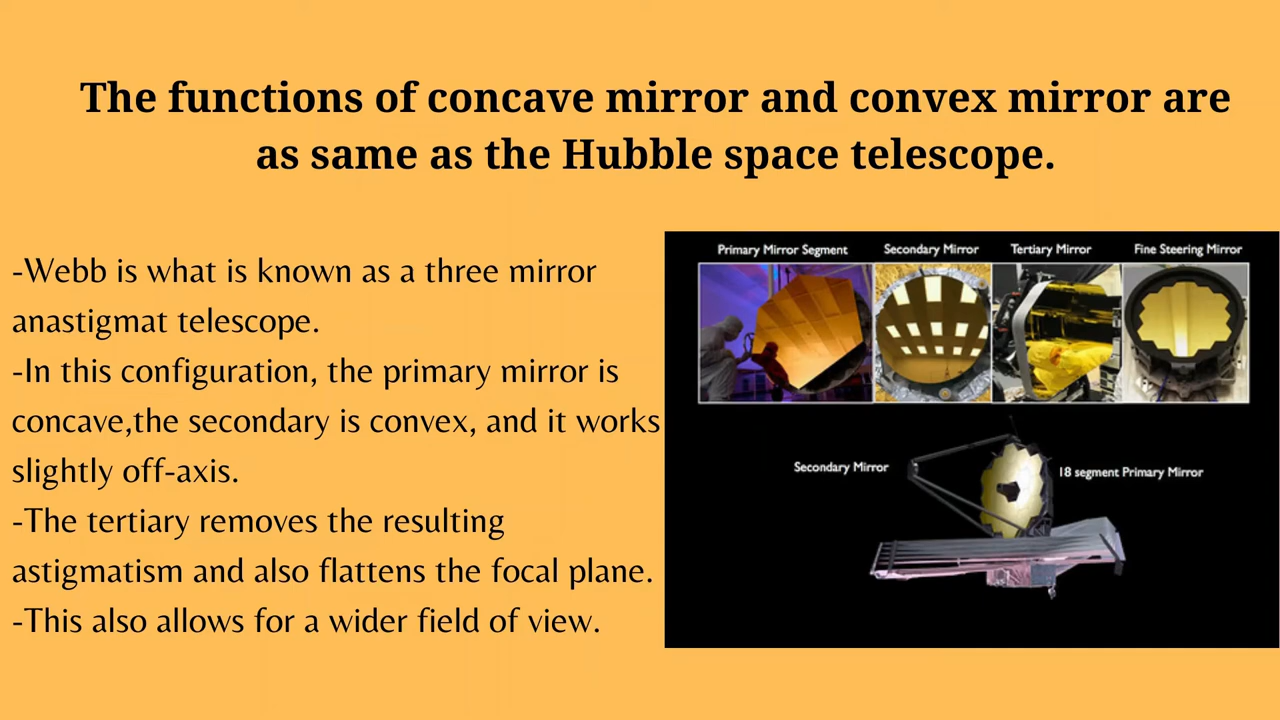 The functions of concave mirror and convex mirror are
as same as the Hubble space telescope.
-Webb is what is known as a three mirror
anastigmat telescope.
-In this configuration, the primary mirror is
concave,the secondary is convex, and it works
slightly off-axis.
-The tertiary removes the resulting
astigmatism and also flattens the focal plane.
-This also allows for a wider field of view.
Primary Mirror Segment
Secondary Mirror
Tertiary Mirror
Fine Steering Mirror
Secondary Mirror
18 segment Primary Mirror